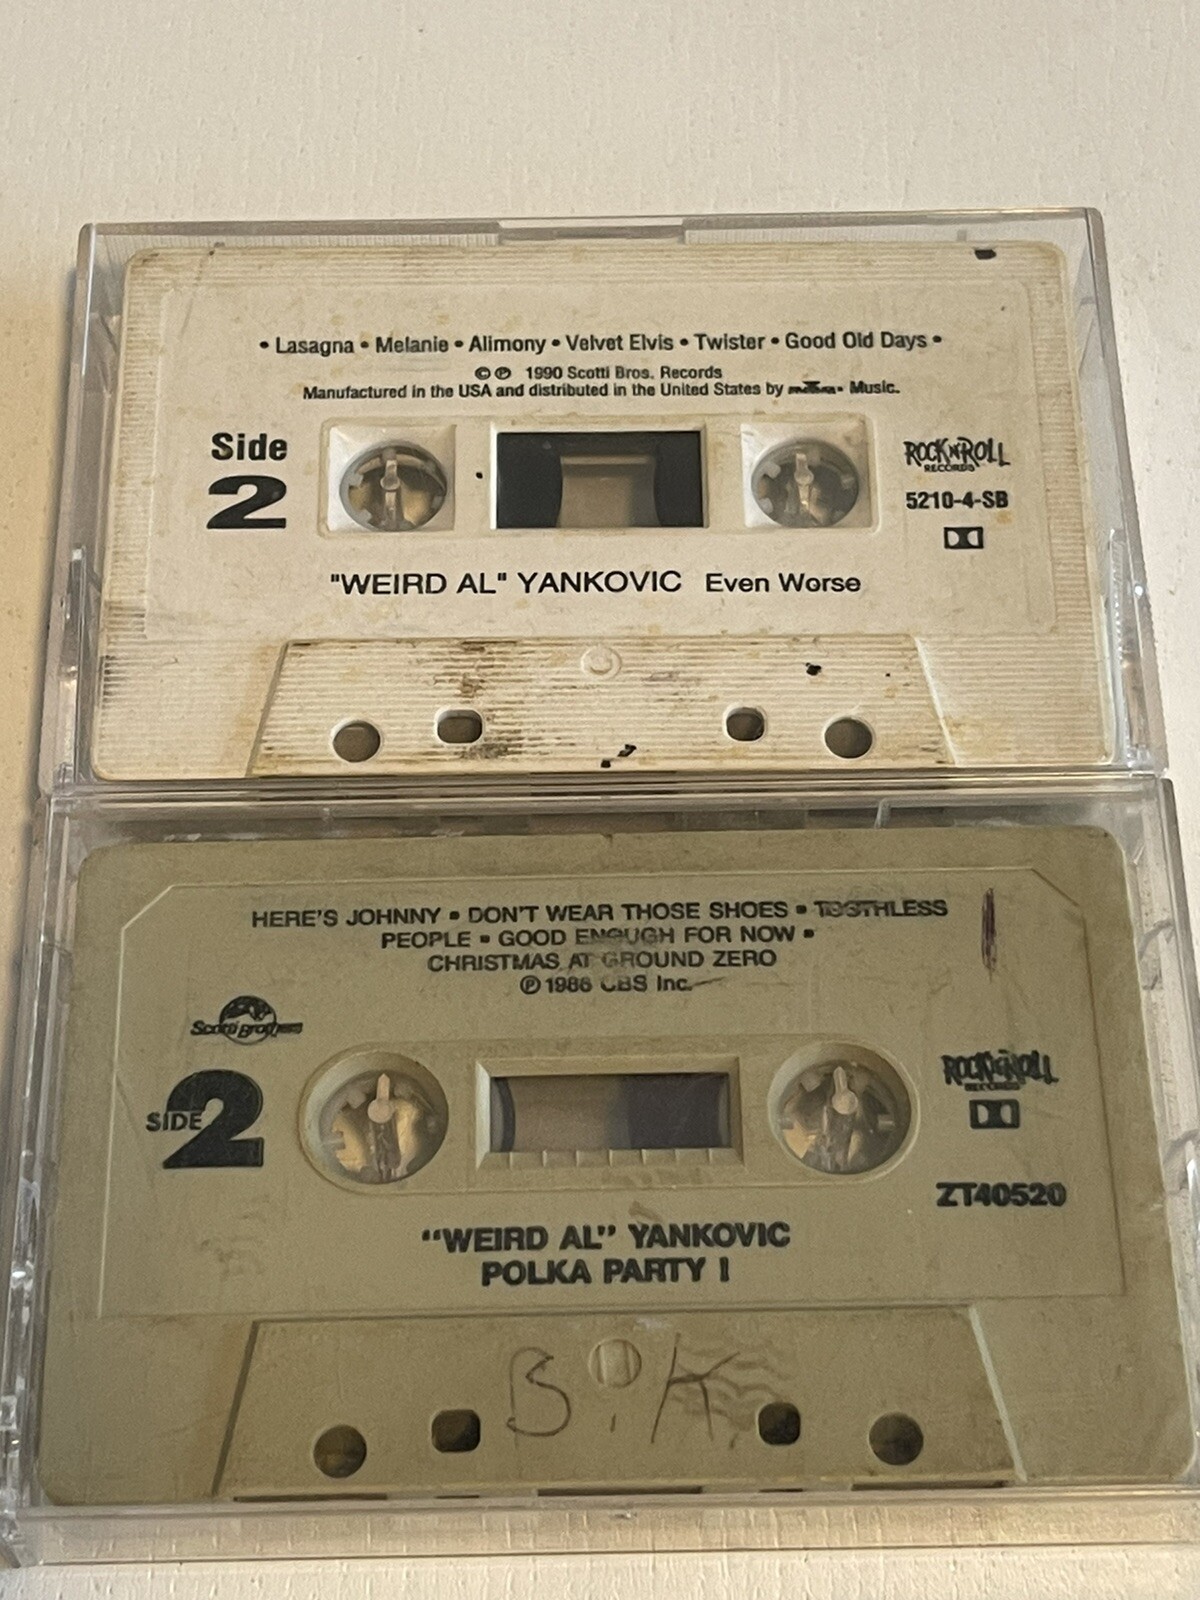 • Lasagna • Melanie • Alimony • Velvet Elvis • Twister • Good Old Days •
©℗ 1990 Scotti Bros. Records
Manufactured in the USA and distributed in the United States by BMG Music.
Side
2
ROCK 'N' ROLL
RECORDS
5210-4-SB
"WEIRD AL" YANKOVIC Even Worse
HERE'S JOHNNY • DON'T WEAR THOSE SHOES • TOOTHLESS
PEOPLE • GOOD ENOUGH FOR NOW •
CHRISTMAS AT GROUND ZERO
℗ 1986 CBS Inc.
Scotti Brothers
SIDE 2
ROCK 'N' ROLL
RECORDS
ZT40520
“WEIRD AL” YANKOVIC
POLKA PARTY !
B.K